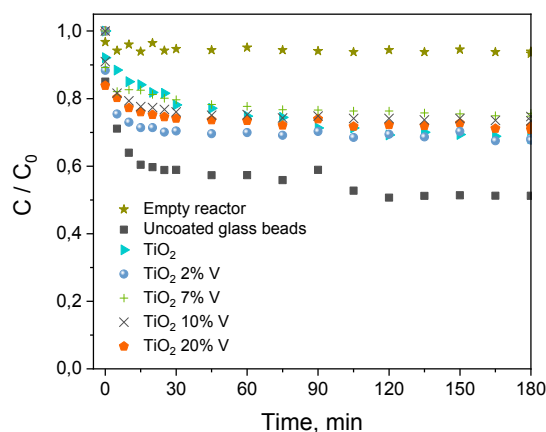 C / C₀
1,0
0,8
0,6
0,4
0,2
0,0
Empty reactor
Uncoated glass beads
TiO₂
TiO₂ 2% V
TiO₂ 7% V
TiO₂ 10% V
TiO₂ 20% V
0 30 60 90 120 150 180
Time, min